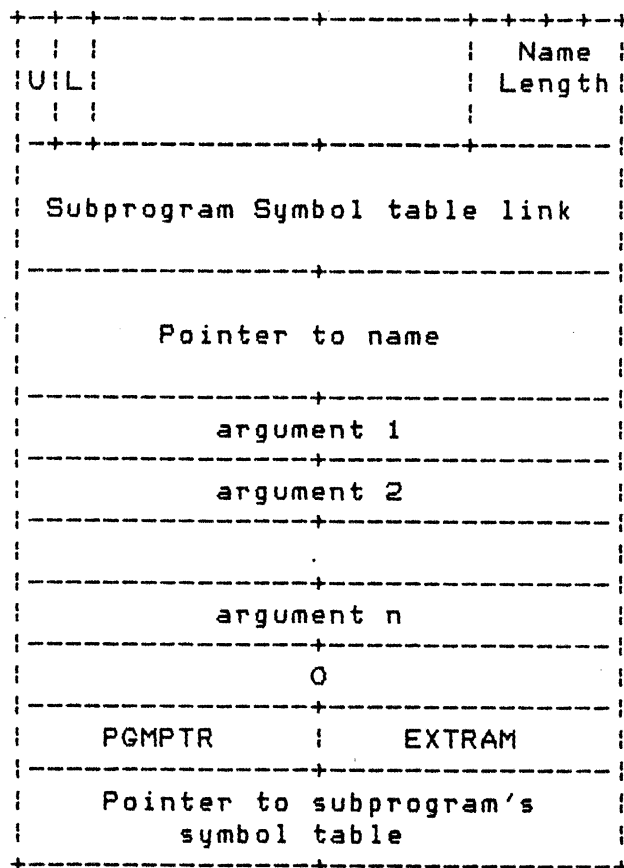 Name
U L Length
Subprogram Symbol table link
Pointer to name
argument 1
argument 2
.
argument n
0
PGMPTR EXTRAM
Pointer to subprogram's
symbol table